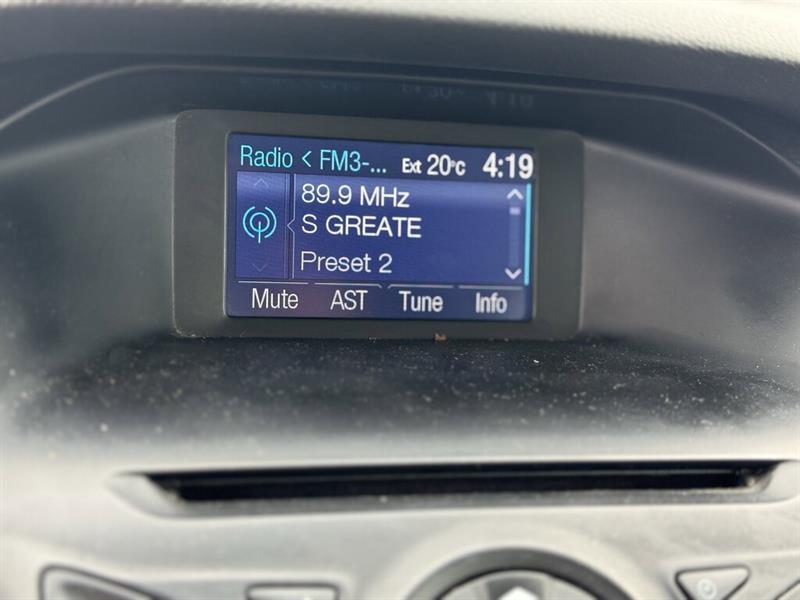 Radio < FM3-... Ext 20°C 4:19
89.9 MHz
S GREATE
Preset 2
Mute AST Tune Info